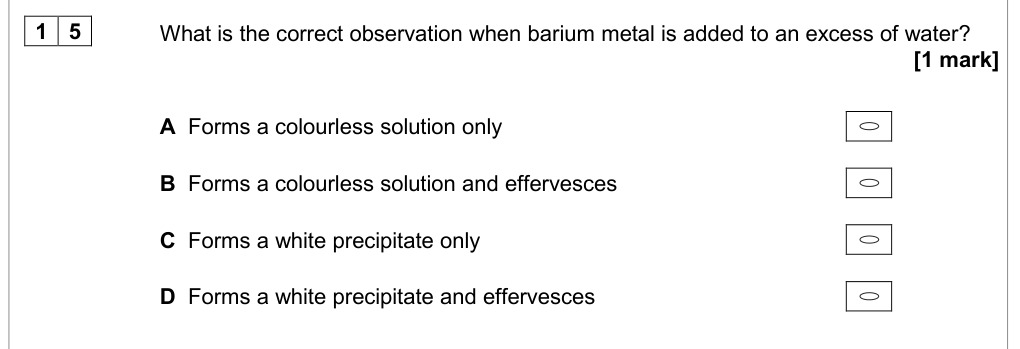 1 5 What is the correct observation when barium metal is added to an excess of water?
[1 mark]
A Forms a colourless solution only
B Forms a colourless solution and effervesces
C Forms a white precipitate only
D Forms a white precipitate and effervesces